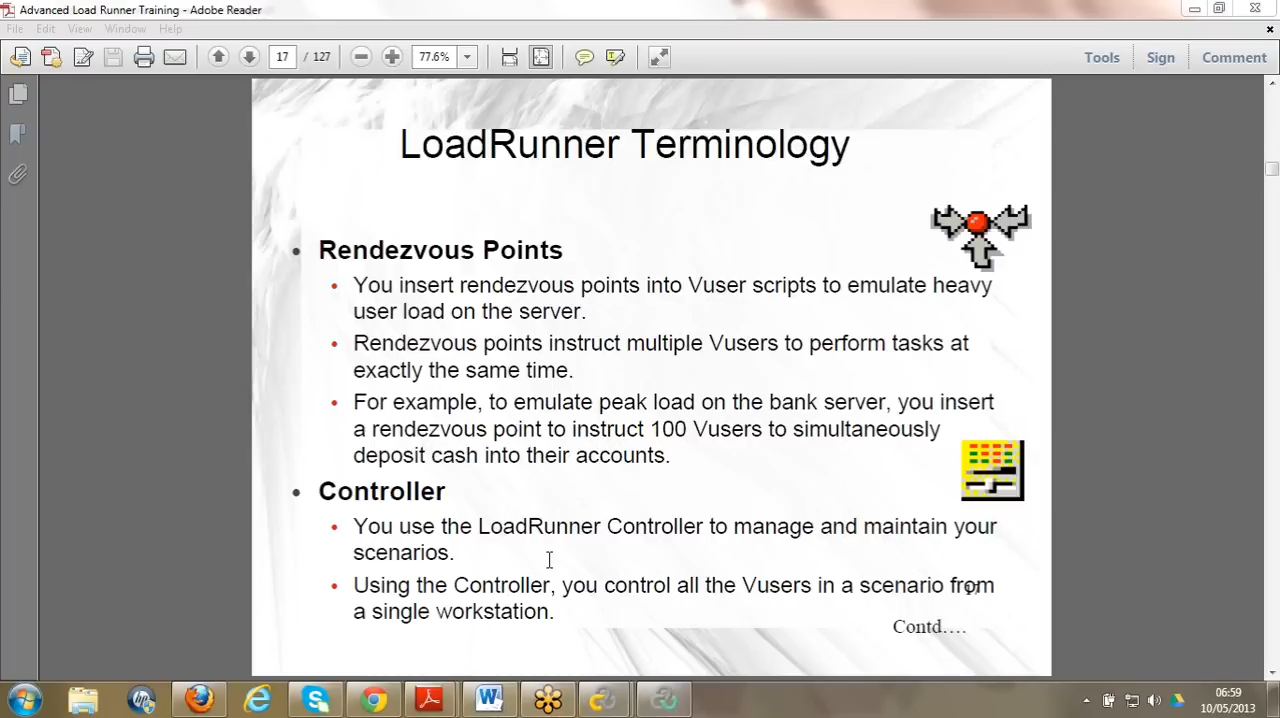 Advanced Load Runner Training - Adobe Reader
File Edit View Window Help
17 / 127 77.6% Tools Sign Comment
LoadRunner Terminology
• Rendezvous Points
• You insert rendezvous points into Vuser scripts to emulate heavy
user load on the server.
• Rendezvous points instruct multiple Vusers to perform tasks at
exactly the same time.
• For example, to emulate peak load on the bank server, you insert
a rendezvous point to instruct 100 Vusers to simultaneously
deposit cash into their accounts.
• Controller
• You use the LoadRunner Controller to manage and maintain your
scenarios.
• Using the Controller, you control all the Vusers in a scenario from
a single workstation.
17
Contd….
06:59
10/05/2013